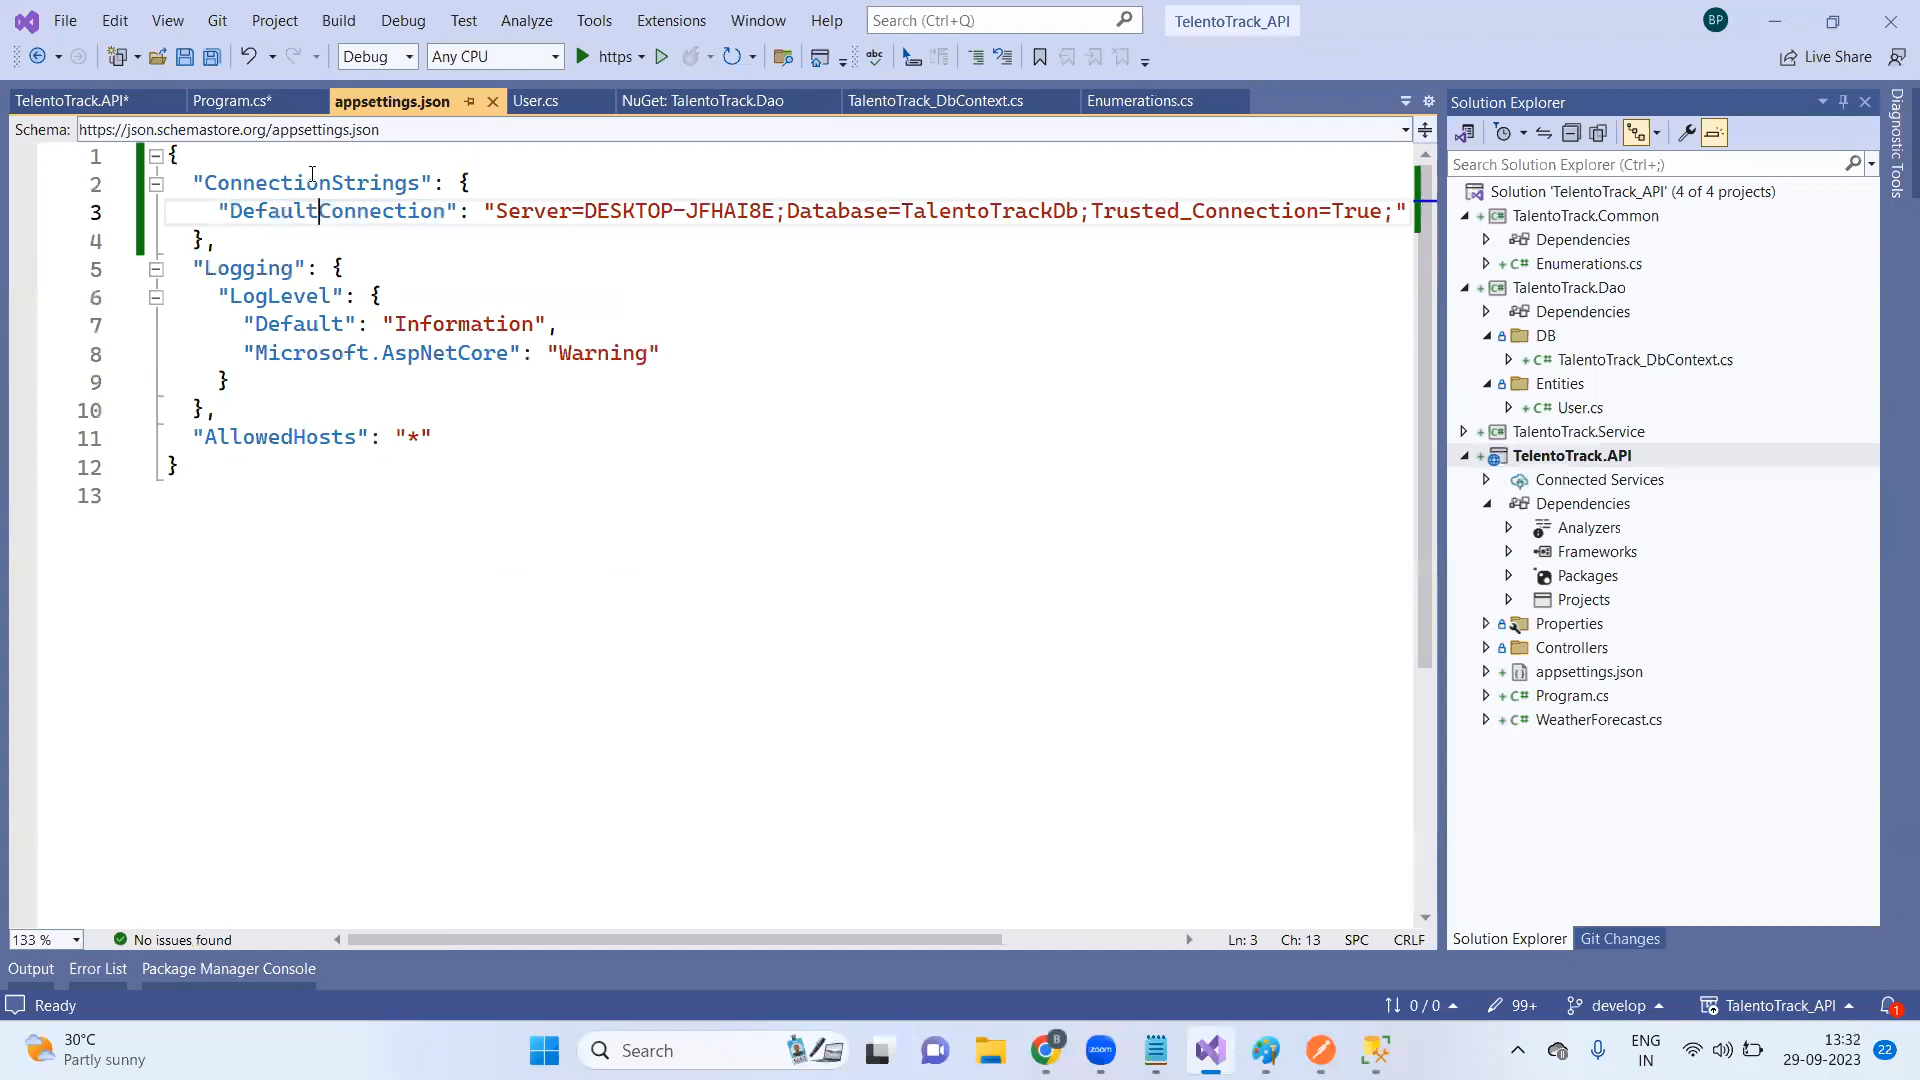 File Edit View Git Project Build Debug Test Analyze Tools Extensions Window Help Search (Ctrl+Q) TelentoTrack_API BP
Debug Any CPU https Live Share
TelentoTrack.API* Program.cs* appsettings.json User.cs NuGet: TalentoTrack.Dao TalentoTrack_DbContext.cs Enumerations.cs
Schema: https://json.schemastore.org/appsettings.json
1 {
2 "ConnectionStrings": {
3 "DefaultConnection": "Server=DESKTOP-JFHAI8E;Database=TalentoTrackDb;Trusted_Connection=True;"
4 },
5 "Logging": {
6 "LogLevel": {
7 "Default": "Information",
8 "Microsoft.AspNetCore": "Warning"
9 }
10 },
11 "AllowedHosts": "*"
12 }
13
133 % No issues found Ln: 3 Ch: 13 SPC CRLF
Solution Explorer
Search Solution Explorer (Ctrl+;)
Solution 'TelentoTrack_API' (4 of 4 projects)
TalentoTrack.Common
Dependencies
C# Enumerations.cs
TalentoTrack.Dao
Dependencies
DB
C# TalentoTrack_DbContext.cs
Entities
C# User.cs
TalentoTrack.Service
TelentoTrack.API
Connected Services
Dependencies
Analyzers
Frameworks
Packages
Projects
Properties
Controllers
appsettings.json
C# Program.cs
C# WeatherForecast.cs
Solution Explorer Git Changes
Diagnostic Tools
Output Error List Package Manager Console
Ready 0 / 0 99+ develop TalentoTrack_API 1
30°C
Partly sunny
Search
B
zoom
ENG
IN
13:32
29-09-2023
22